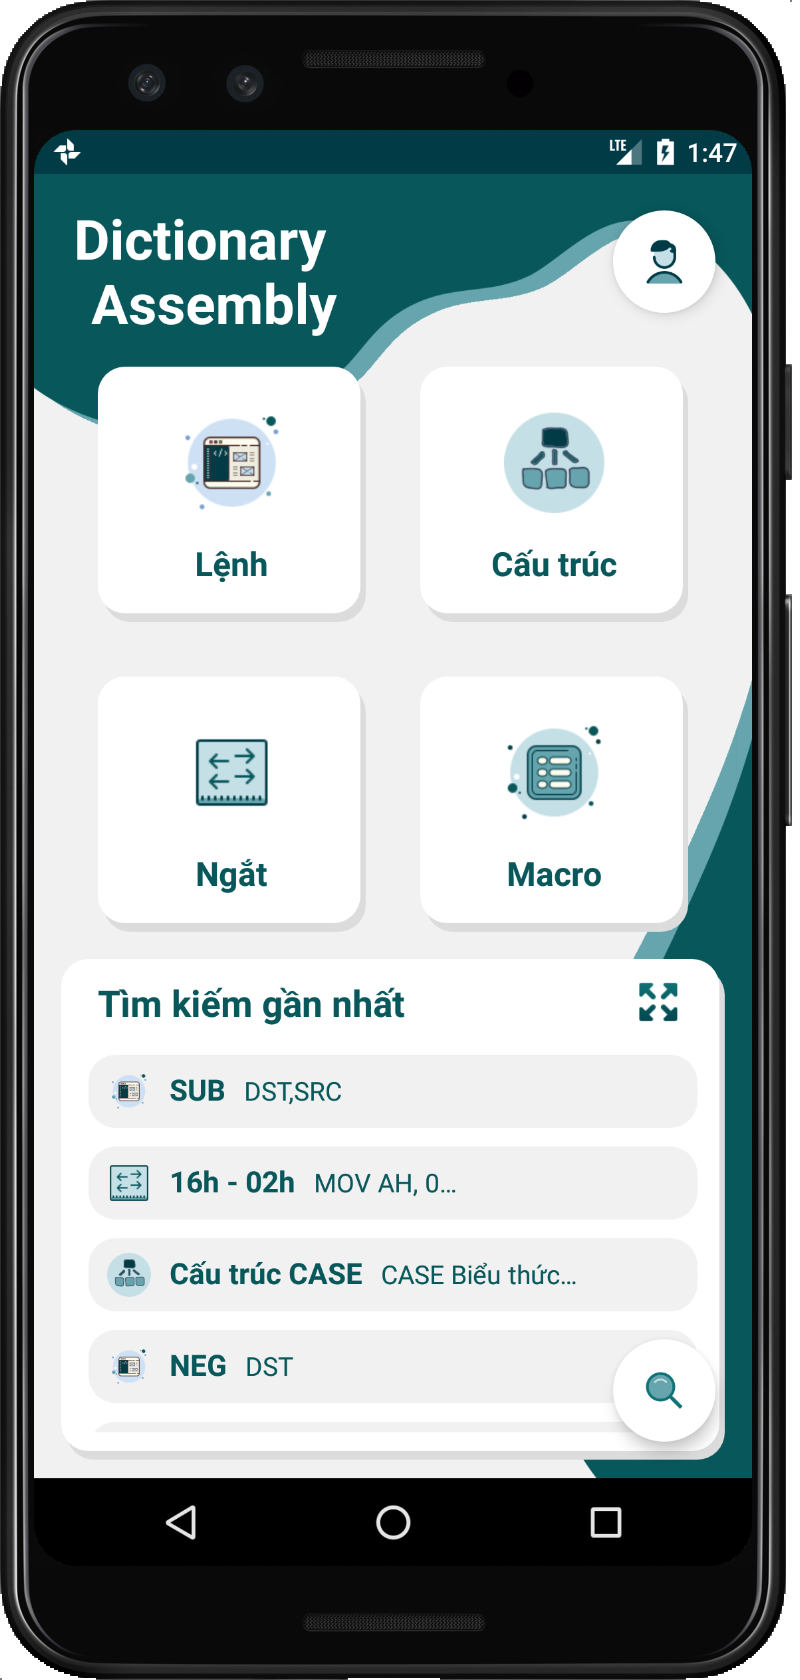 LTE 1:47
Dictionary
Assembly
Lệnh
Cấu trúc
Ngắt
Macro
Tìm kiếm gần nhất
SUB DST,SRC
16h - 02h MOV AH, 0...
Cấu trúc CASE CASE Biểu thức...
NEG DST